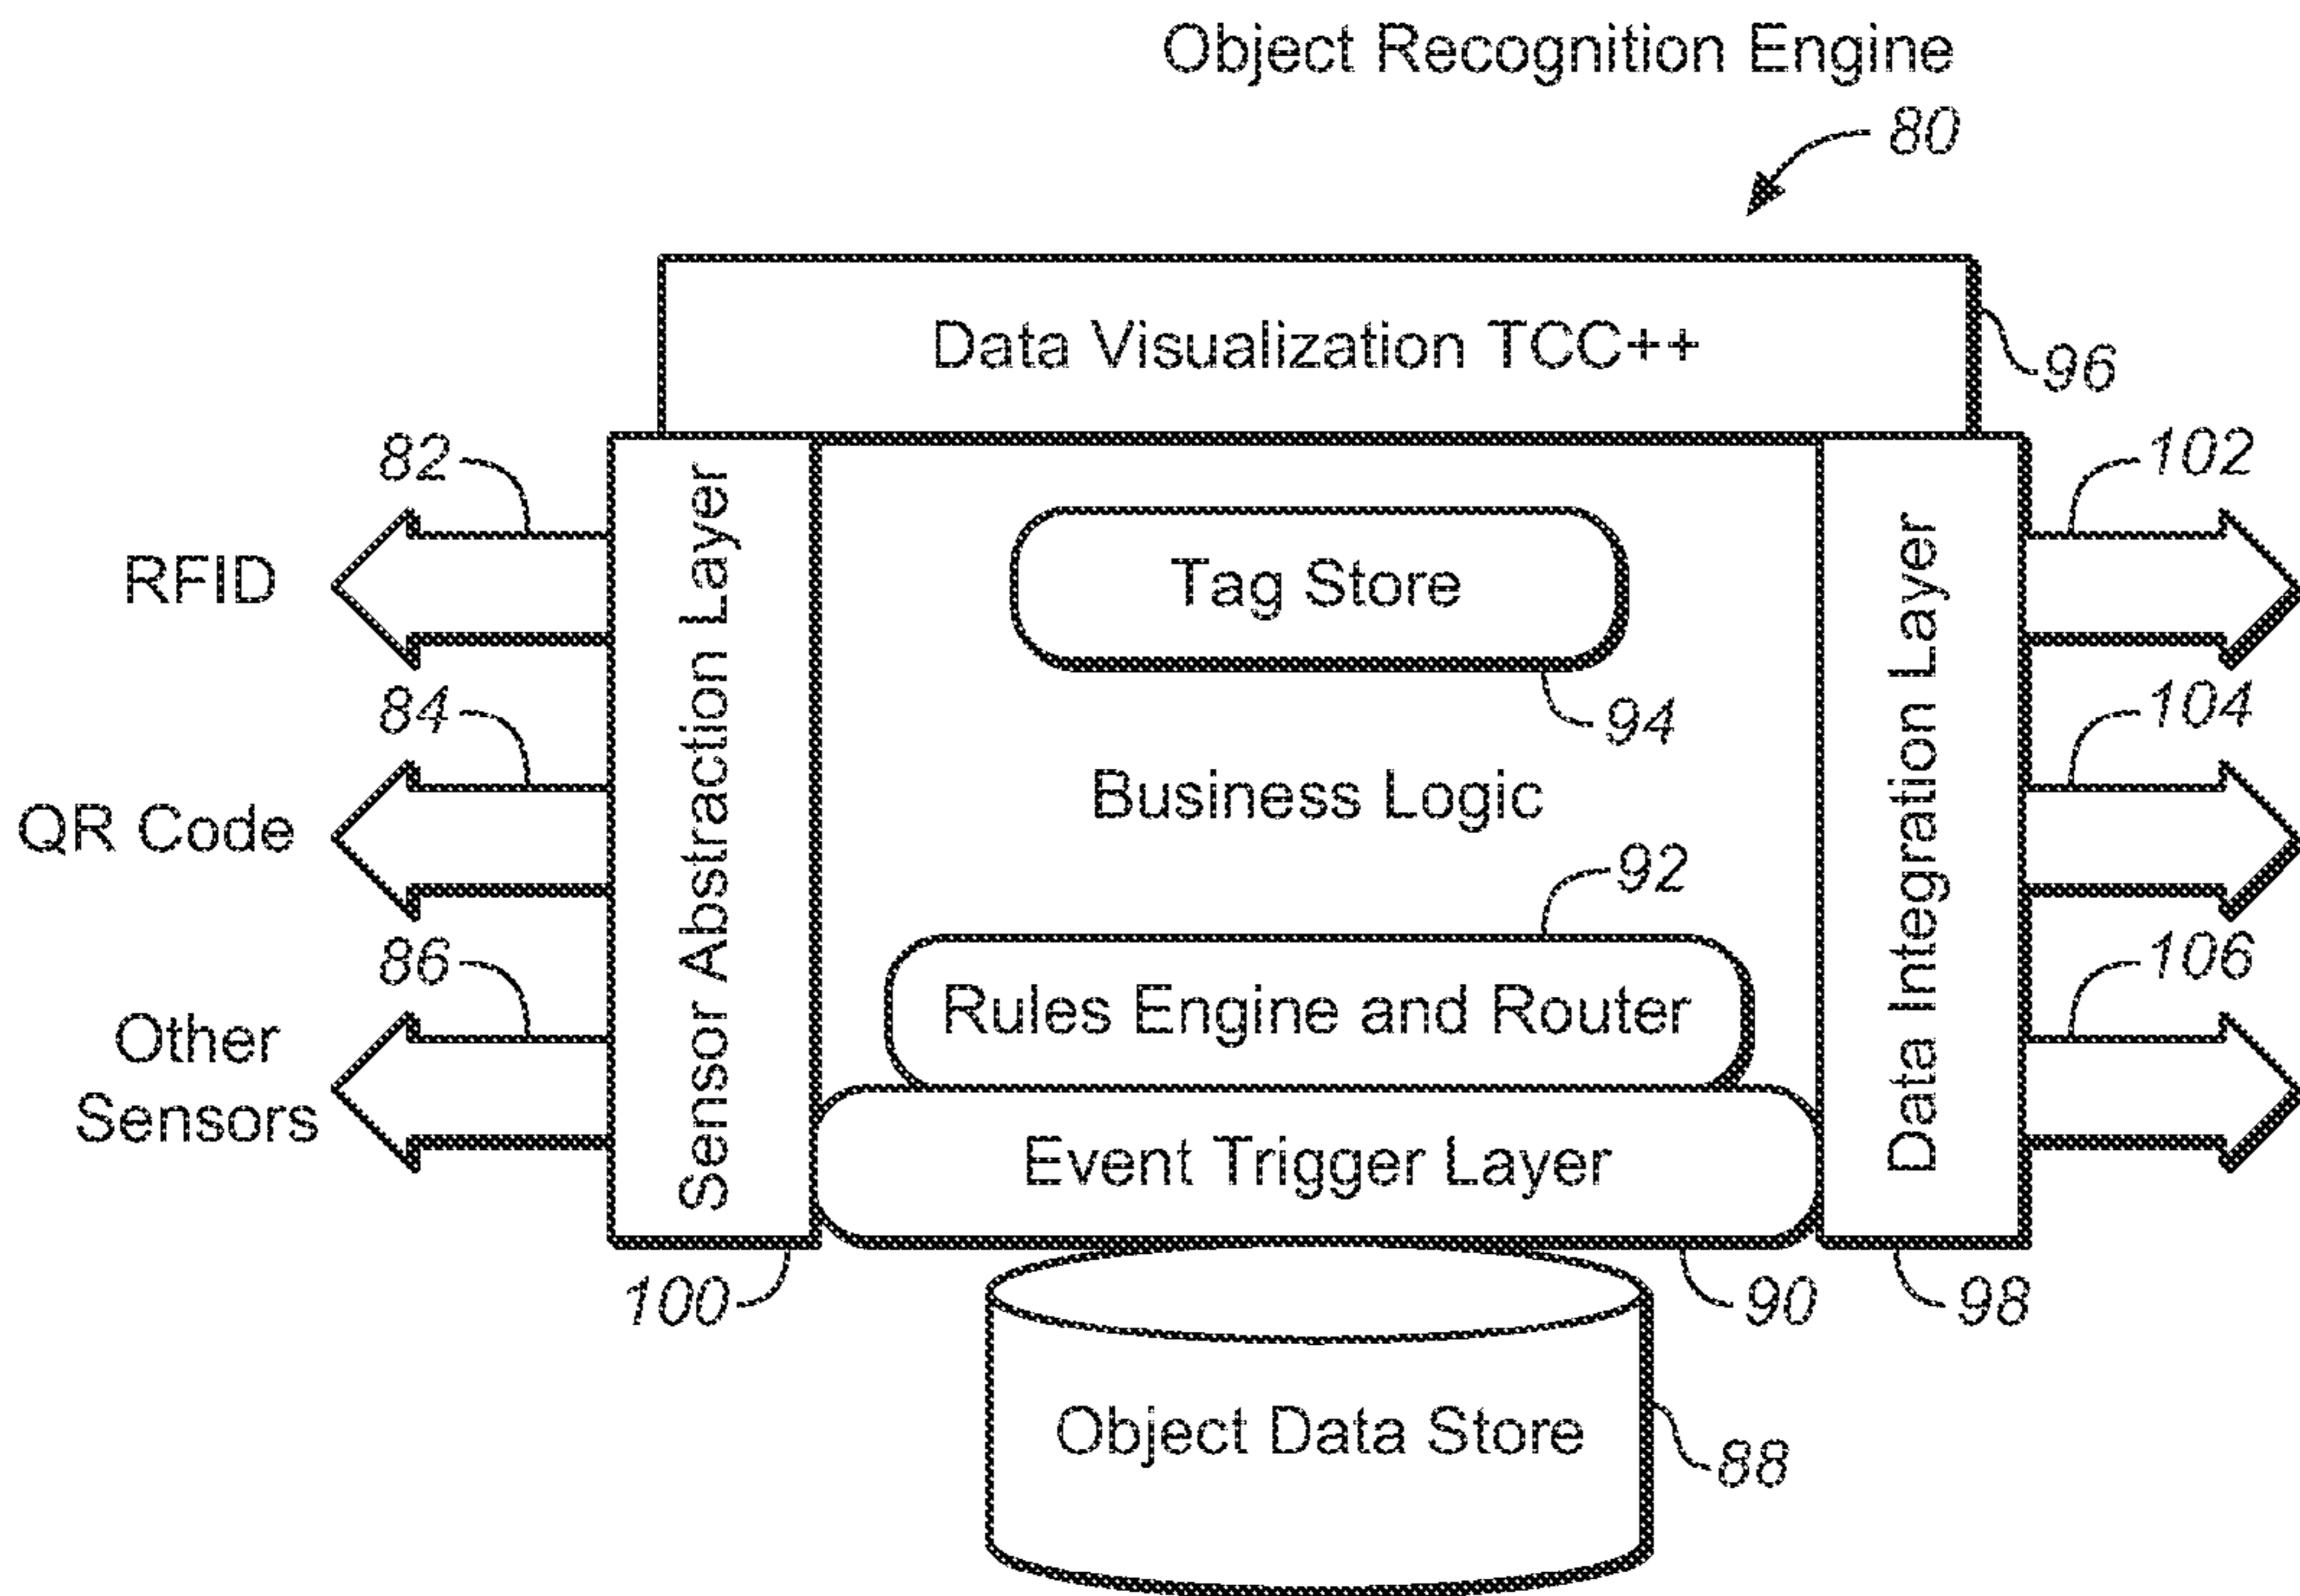 Object Recognition Engine
80
Data Visualization TCC++
96
82
RFID
84
QR Code
86
Other
Sensors
Sensor Abstraction Layer
100
Tag Store
94
Business Logic
92
Rules Engine and Router
Event Trigger Layer
90
Data Integration Layer
98
102
104
106
Object Data Store
88